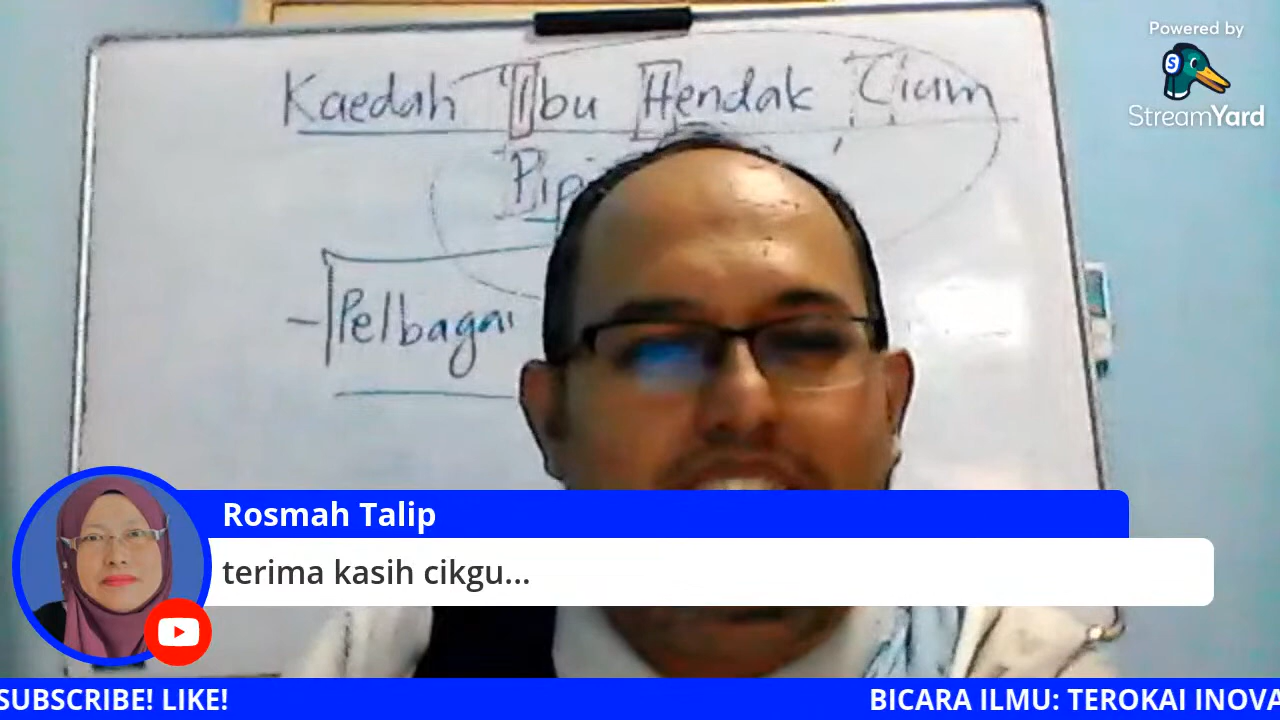 Powered by
StreamYard
Kaedah Ibu Hendak Cium
- Pelbagai
Rosmah Talip
terima kasih cikgu...
SUBSCRIBE! LIKE!
BICARA ILMU: TEROKAI INOVA